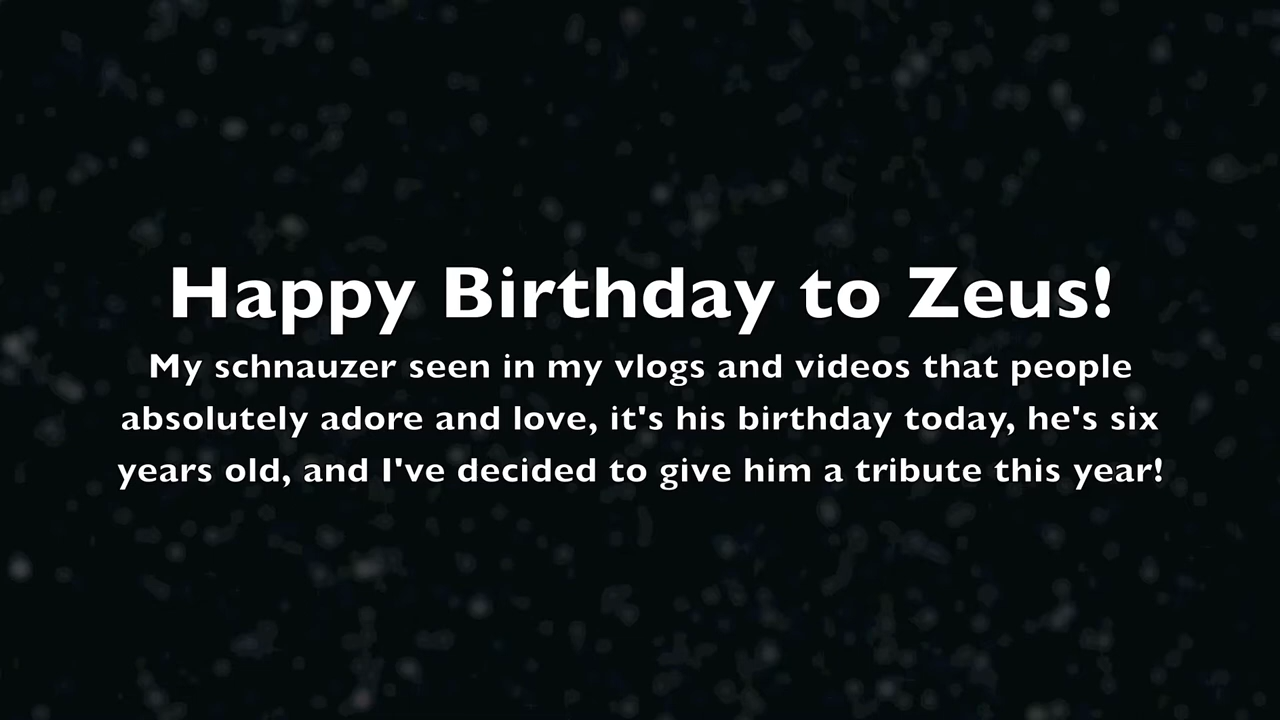 Happy Birthday to Zeus!
My schnauzer seen in my vlogs and videos that people
absolutely adore and love, it's his birthday today, he's six
years old, and I've decided to give him a tribute this year!